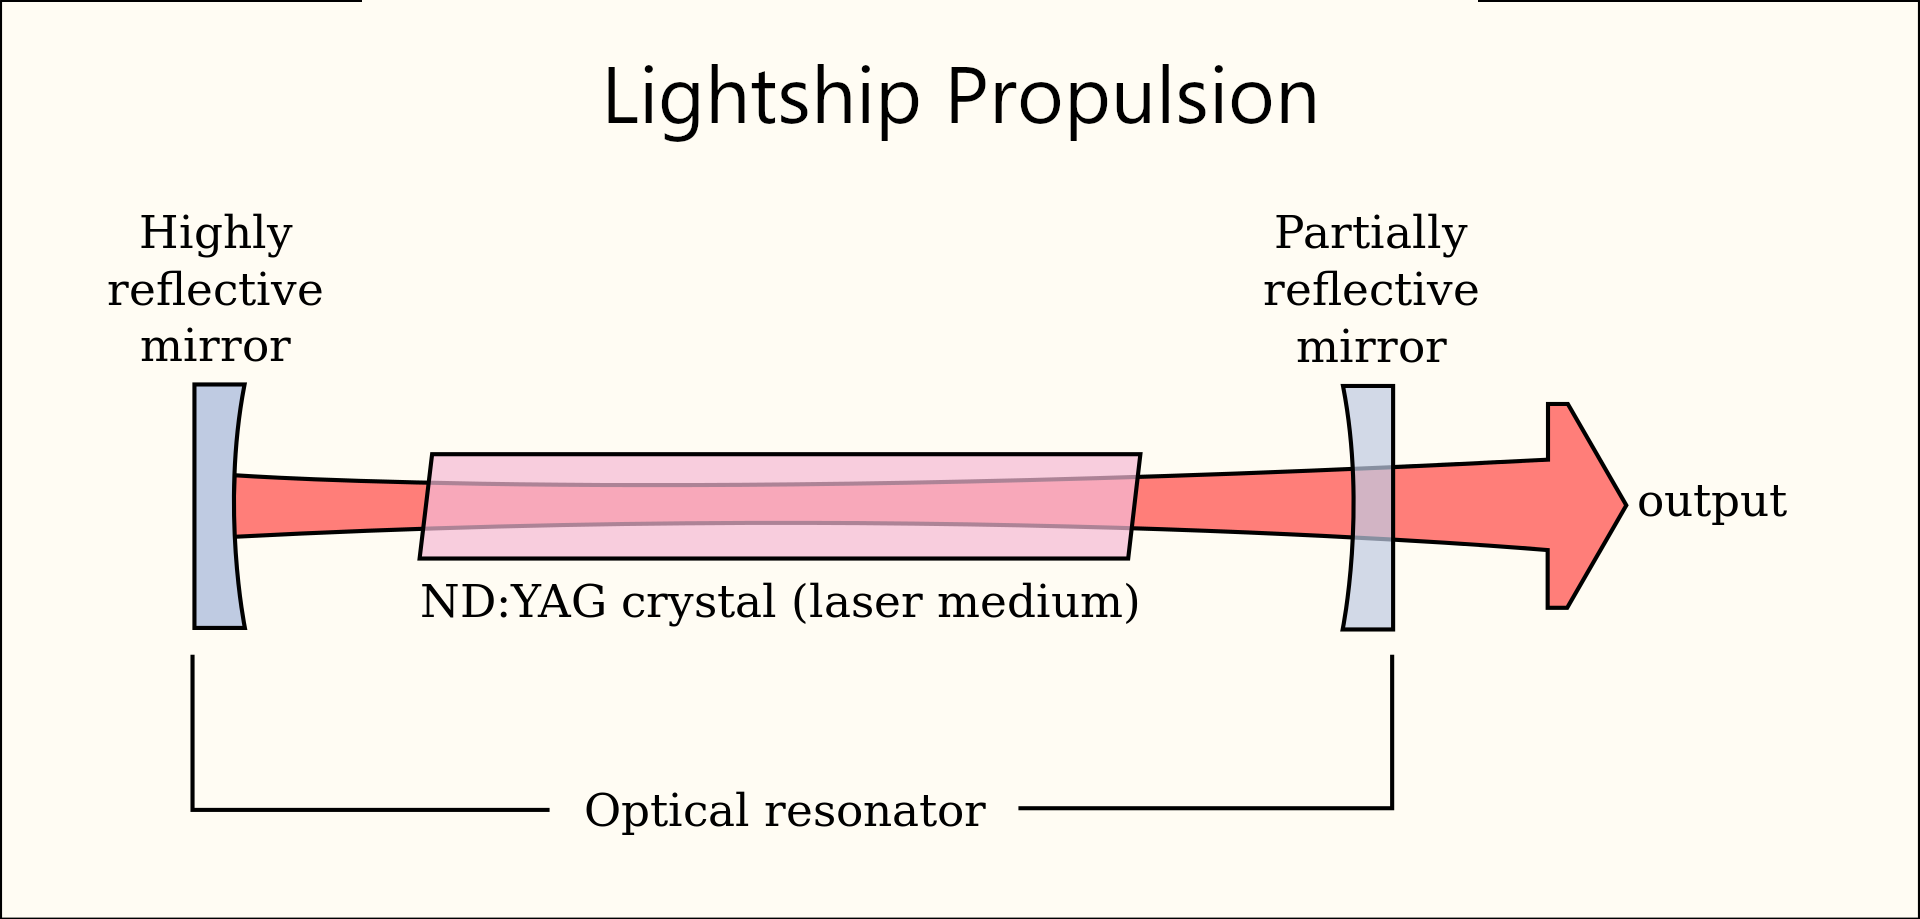 Lightship Propulsion
Highly
reflective
mirror
Partially
reflective
mirror
output
ND:YAG crystal (laser medium)
Optical resonator